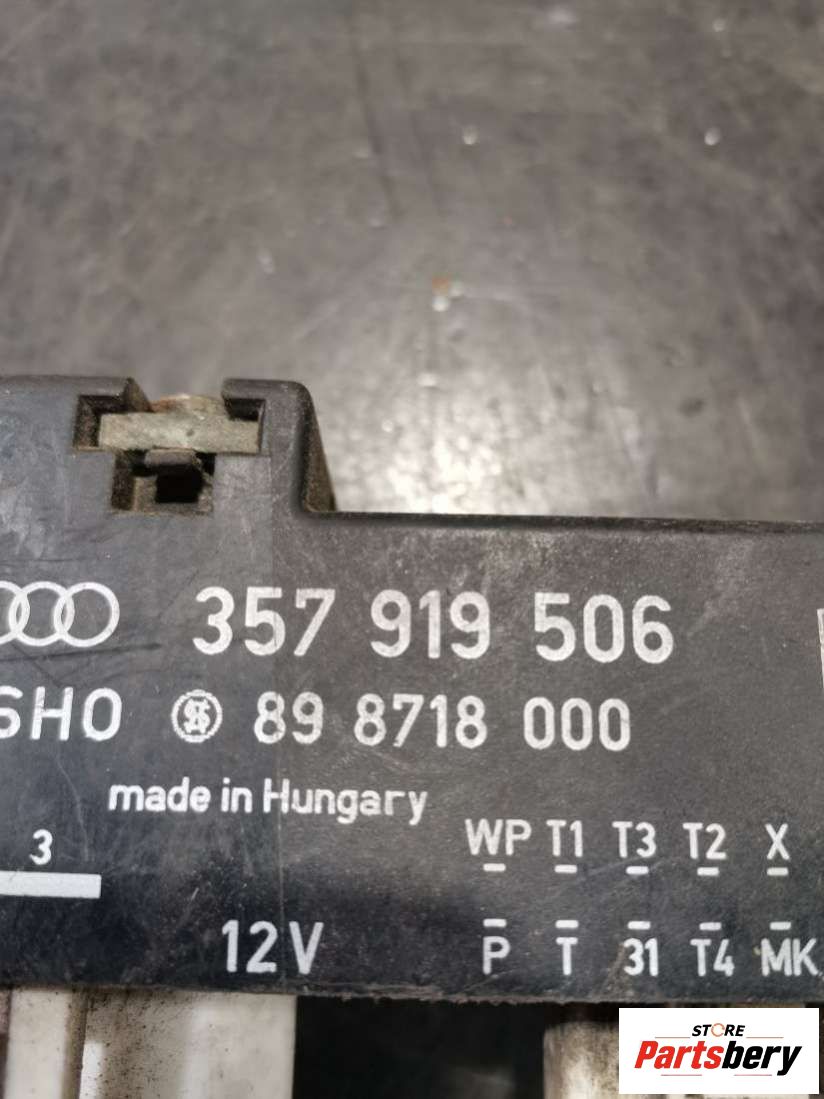 357 919 506
SHO 89 8718 000
made in Hungary
3
WP T1 T3 T2 X
12V
P T 31 T4 MK
STORE
Partsbery